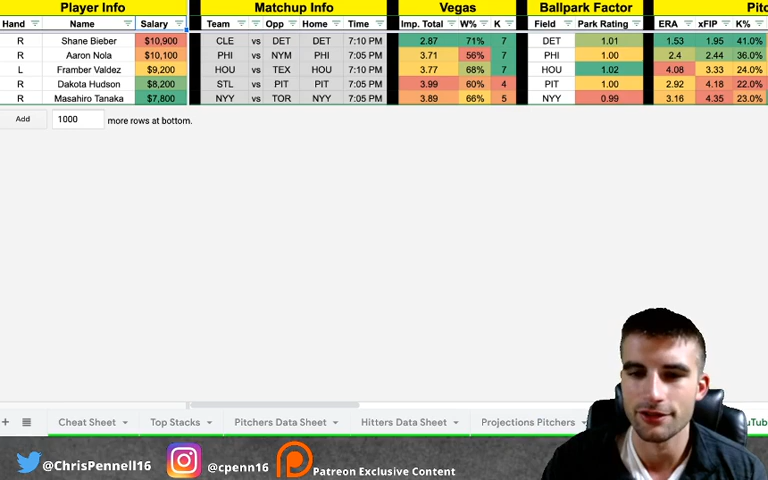 Player Info Matchup Info Vegas Ballpark Factor
Hand Name Salary Team Opp Home Time Imp. Total W% K Field Park Rating ERA xFIP K%
R Shane Bieber $10,900 CLE vs DET DET 7:10 PM 2.87 71% 7 DET 1.01 1.53 1.95 41.0%
R Aaron Nola $10,100 PHI vs NYM PHI 7:05 PM 3.71 56% 7 PHI 1.00 2.4 2.44 36.0%
L Framber Valdez $9,200 HOU vs TEX HOU 7:10 PM 3.77 68% 7 HOU 1.02 4.08 3.33 24.0%
R Dakota Hudson $8,200 STL vs PIT PIT 7:05 PM 3.99 60% 4 PIT 1.00 2.92 4.18 22.0%
R Masahiro Tanaka $7,800 NYY vs TOR NYY 7:05 PM 3.89 66% 5 NYY 0.99 3.16 4.35 23.0%
Add 1000 more rows at bottom.
+ Cheat Sheet Top Stacks Pitchers Data Sheet Hitters Data Sheet Projections Pitchers
@ChrisPennell16 @cpenn16 Patreon Exclusive Content